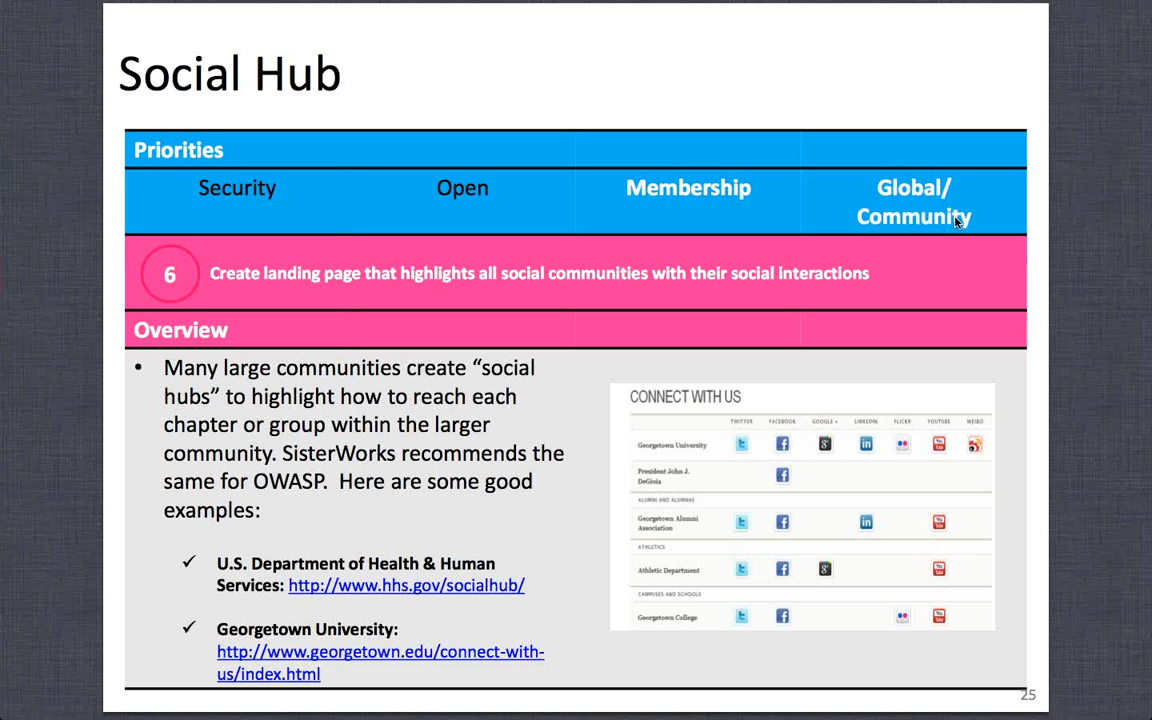 Social Hub
Priorities
Security Open Membership Global/
Community
6 Create landing page that highlights all social communities with their social interactions
Overview
• Many large communities create “social
hubs” to highlight how to reach each
chapter or group within the larger
community. SisterWorks recommends the
same for OWASP. Here are some good
examples:
✓ U.S. Department of Health & Human
Services: http://www.hhs.gov/socialhub/
✓ Georgetown University:
http://www.georgetown.edu/connect-with-
us/index.html
CONNECT WITH US
TWITTER FACEBOOK GOOGLE + LINKEDIN FLICKR YOUTUBE WEIBO
Georgetown University
President John J.
DeGioia
ALUMNI AND ALUMNAE
Georgetown Alumni
Association
ATHLETICS
Athletic Department
CAMPUSES AND SCHOOLS
Georgetown College
25